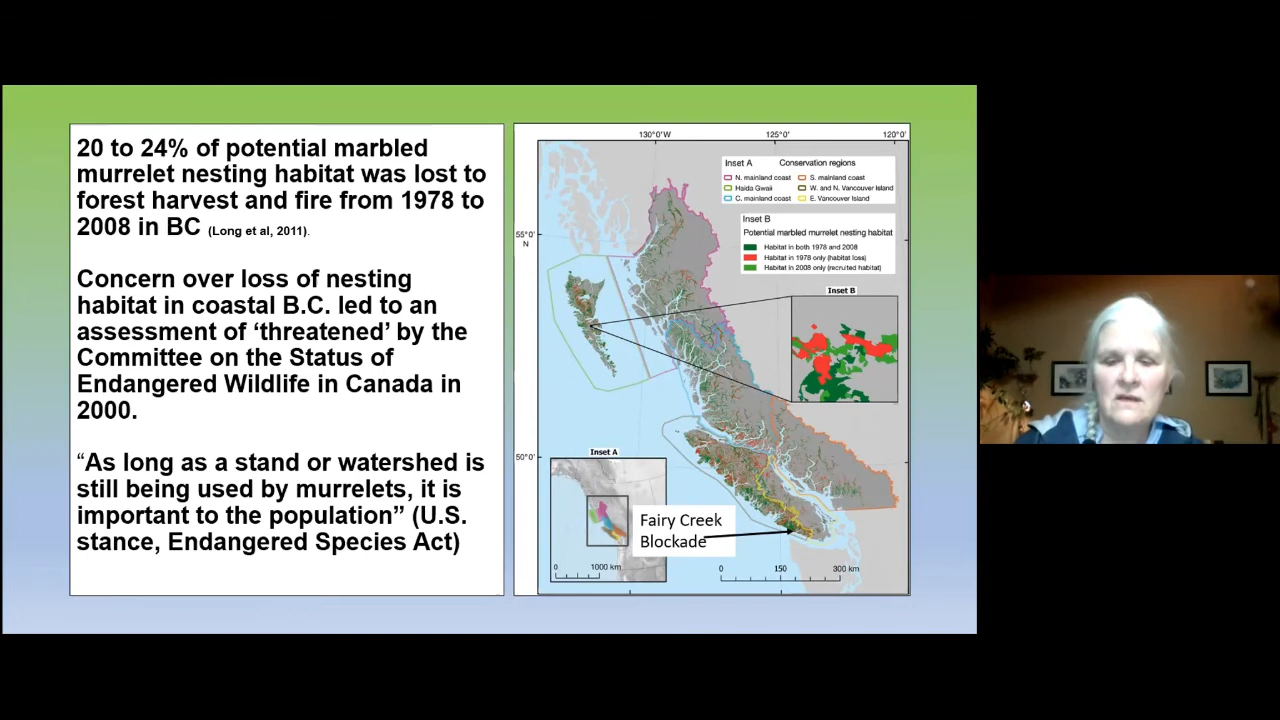 20 to 24% of potential marbled
murrelet nesting habitat was lost to
forest harvest and fire from 1978 to
2008 in BC (Long et al, 2011).
Concern over loss of nesting
habitat in coastal B.C. led to an
assessment of ‘threatened’ by the
Committee on the Status of
Endangered Wildlife in Canada in
2000.
“As long as a stand or watershed is
still being used by murrelets, it is
important to the population” (U.S.
stance, Endangered Species Act)
130°0'W 125°0' 120°0'
Inset A Conservation regions
N. mainland coast S. mainland coast
Haida Gwaii W. and N. Vancouver Island
C. mainland coast E. Vancouver Island
Inset B
Potential marbled murrelet nesting habitat
Habitat in both 1978 and 2008
Habitat in 1978 only (habitat loss)
Habitat in 2008 only (recruited habitat)
55°0'
N
Inset B
50°0'
Inset A
0 1000 km
Fairy Creek
Blockade
0 150 300 km